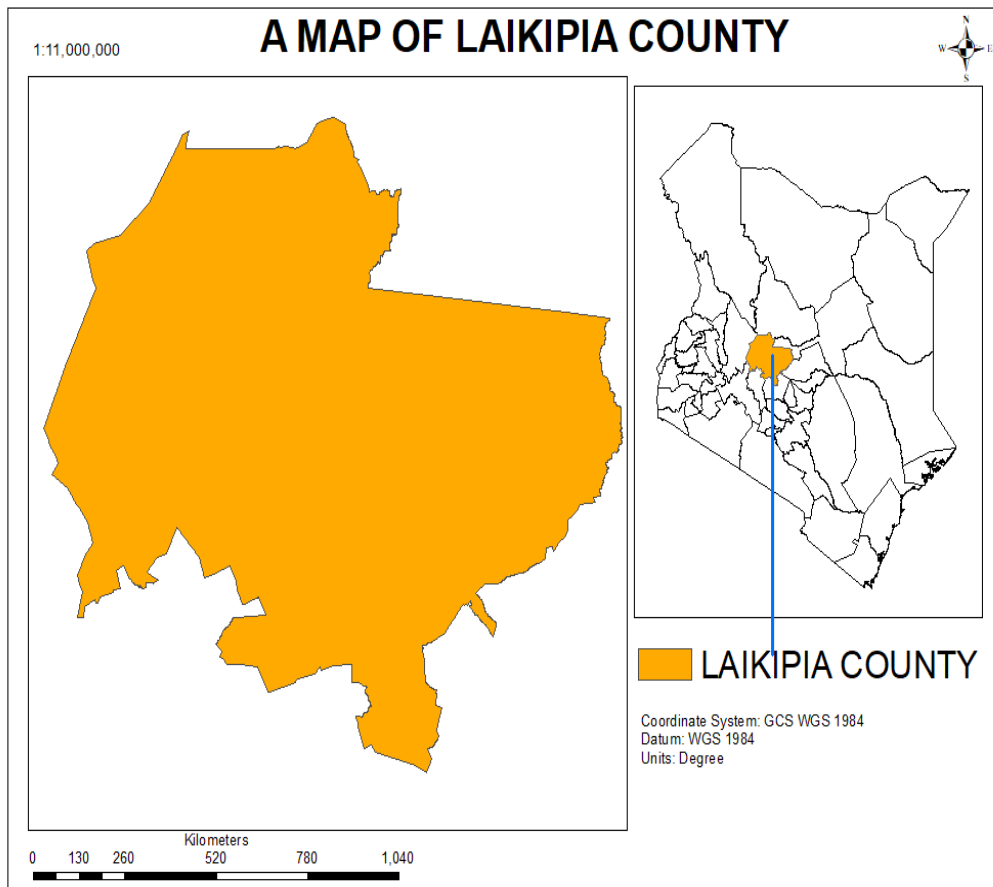 A MAP OF LAIKIPIA COUNTY
1:11,000,000
N
W E
S
LAIKIPIA COUNTY
Coordinate System: GCS WGS 1984
Datum: WGS 1984
Units: Degree
Kilometers
0 130 260 520 780 1,040